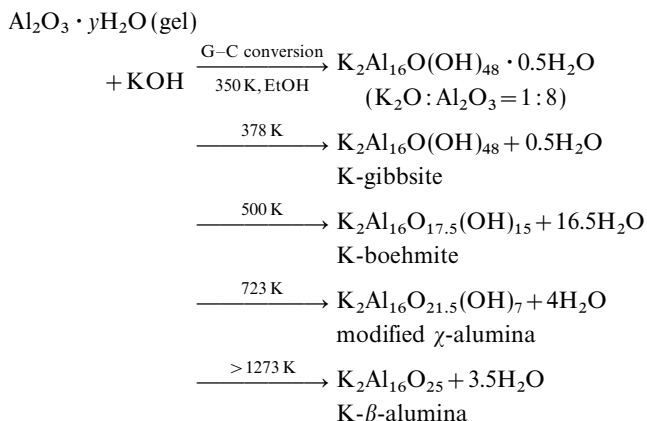 Al₂O₃ · yH₂O (gel)
+ KOH G–C conversion 350 K, EtOH K₂Al₁₆O(OH)₄₈ · 0.5H₂O
(K₂O : Al₂O₃ = 1 : 8)
378 K K₂Al₁₆O(OH)₄₈ + 0.5H₂O
K-gibbsite
500 K K₂Al₁₆O₁₇.₅(OH)₁₅ + 16.5H₂O
K-boehmite
723 K K₂Al₁₆O₂₁.₅(OH)₇ + 4H₂O
modified χ-alumina
>1273 K K₂Al₁₆O₂₅ + 3.5H₂O
K-β-alumina